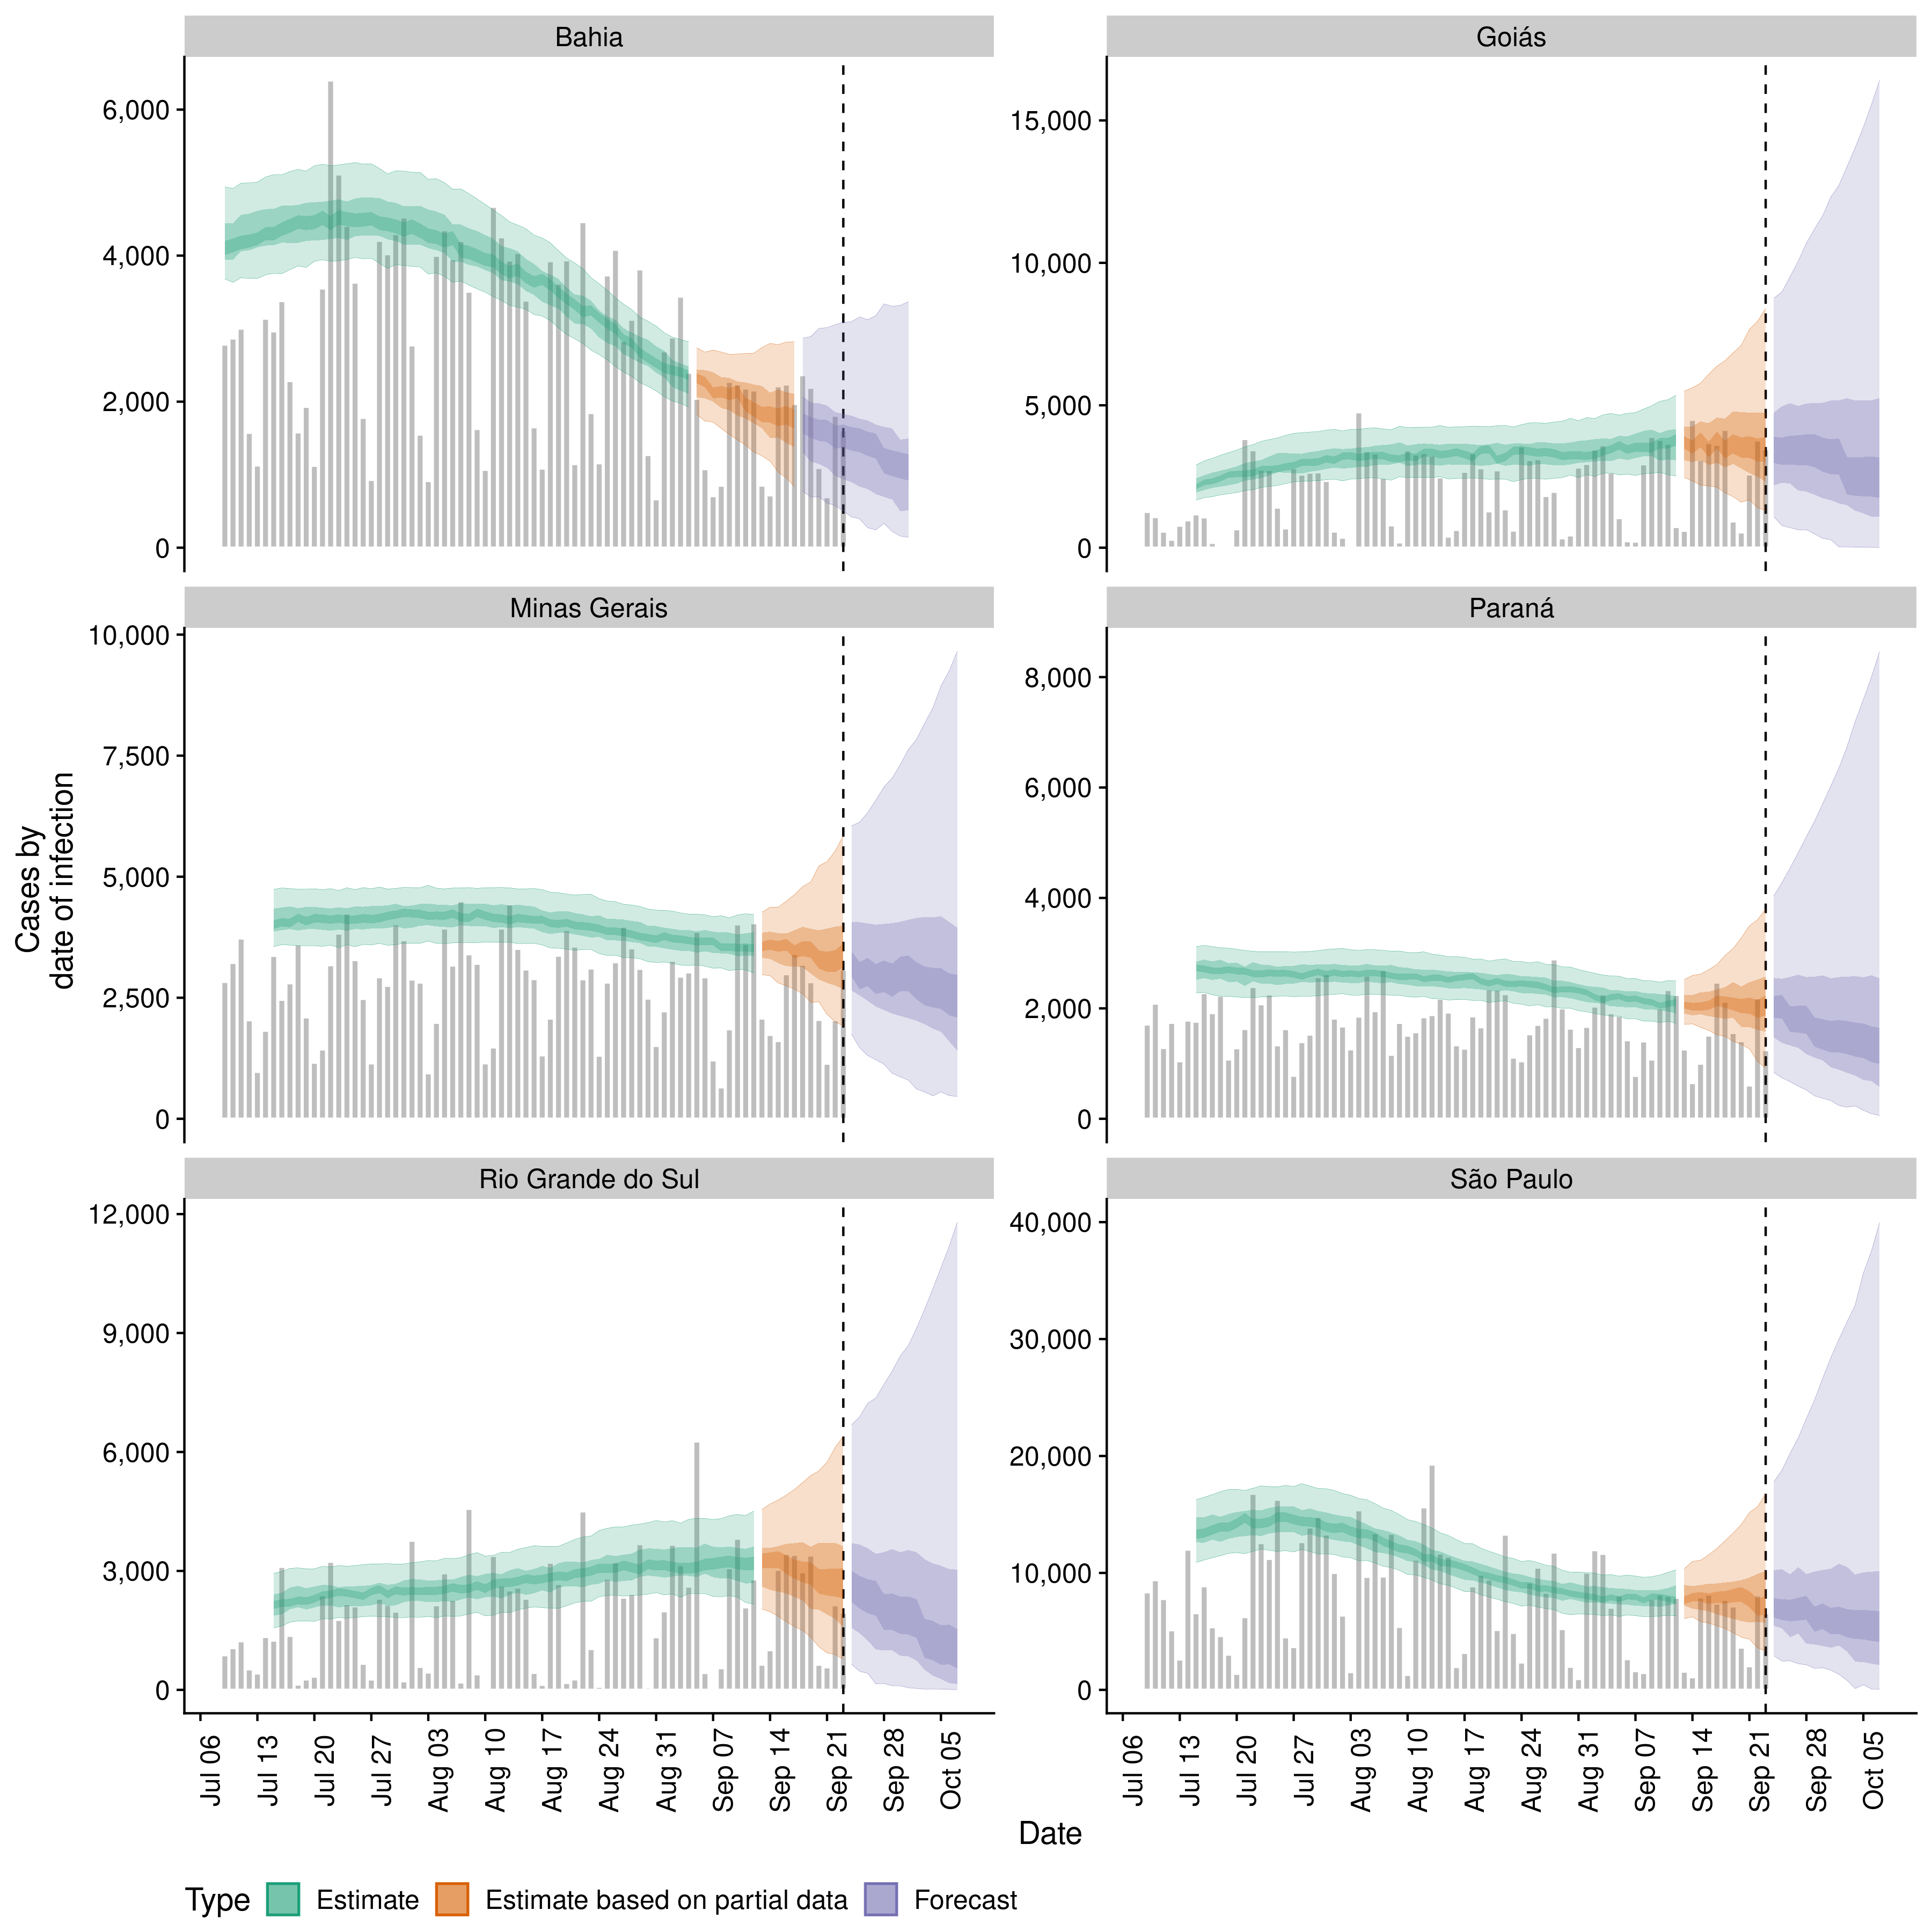 Bahia
Goiás
6,000
4,000
2,000
0
15,000
10,000
5,000
0
Minas Gerais
Paraná
10,000
7,500
5,000
2,500
0
8,000
6,000
4,000
2,000
0
Cases by
date of infection
Rio Grande do Sul
São Paulo
12,000
9,000
6,000
3,000
0
40,000
30,000
20,000
10,000
0
Jul 06 Jul 13 Jul 20 Jul 27 Aug 03 Aug 10 Aug 17 Aug 24 Aug 31 Sep 07 Sep 14 Sep 21 Sep 28 Oct 05
Jul 06 Jul 13 Jul 20 Jul 27 Aug 03 Aug 10 Aug 17 Aug 24 Aug 31 Sep 07 Sep 14 Sep 21 Sep 28 Oct 05
Date
Type Estimate Estimate based on partial data Forecast